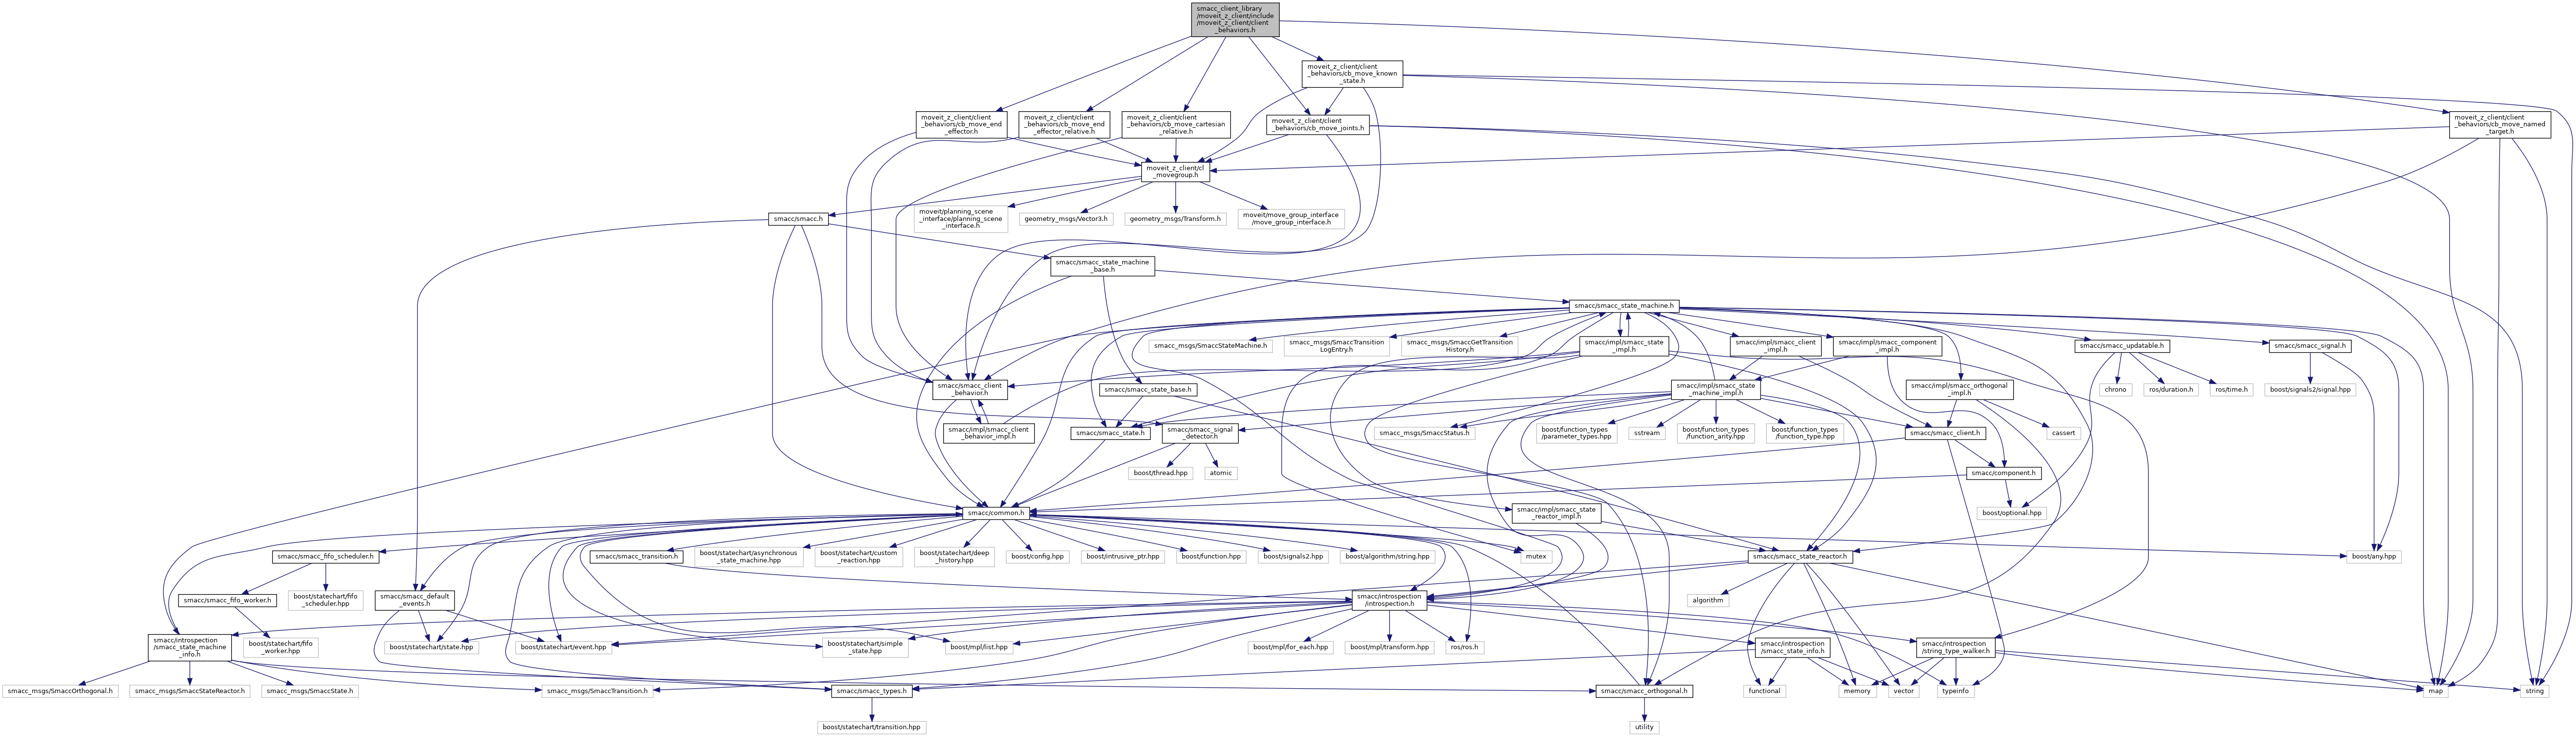 smacc_client_library
/moveit_z_client/include
/moveit_z_client/client
_behaviors.h
moveit_z_client/client
_behaviors/cb_move_known
_state.h
moveit_z_client/client
_behaviors/cb_move_end
_effector.h
moveit_z_client/client
_behaviors/cb_move_end
_effector_relative.h
moveit_z_client/client
_behaviors/cb_move_cartesian
_relative.h
moveit_z_client/client
_behaviors/cb_move_joints.h
moveit_z_client/client
_behaviors/cb_move_named
_target.h
moveit_z_client/cl
_movegroup.h
smacc/smacc.h
moveit/planning_scene
_interface/planning_scene
_interface.h
geometry_msgs/Vector3.h
geometry_msgs/Transform.h
moveit/move_group_interface
/move_group_interface.h
smacc/smacc_state_machine
_base.h
smacc/smacc_state_machine.h
smacc_msgs/SmaccStateMachine.h
smacc_msgs/SmaccTransition
LogEntry.h
smacc_msgs/SmaccGetTransition
History.h
smacc/impl/smacc_state
_impl.h
smacc/impl/smacc_client
_impl.h
smacc/impl/smacc_component
_impl.h
smacc/smacc_updatable.h
smacc/smacc_signal.h
smacc/smacc_client
_behavior.h
smacc/smacc_state_base.h
smacc/impl/smacc_state
_machine_impl.h
smacc/impl/smacc_orthogonal
_impl.h
chrono
ros/duration.h
ros/time.h
boost/signals2/signal.hpp
smacc/impl/smacc_client
_behavior_impl.h
smacc/smacc_state.h
smacc/smacc_signal
_detector.h
smacc_msgs/SmaccStatus.h
boost/function_types
/parameter_types.hpp
sstream
boost/function_types
/function_arity.hpp
boost/function_types
/function_type.hpp
smacc/smacc_client.h
cassert
boost/thread.hpp
atomic
smacc/component.h
smacc/common.h
smacc/impl/smacc_state
_reactor_impl.h
boost/optional.hpp
smacc/smacc_fifo_scheduler.h
smacc/smacc_transition.h
boost/statechart/asynchronous
_state_machine.hpp
boost/statechart/custom
_reaction.hpp
boost/statechart/deep
_history.hpp
boost/config.hpp
boost/intrusive_ptr.hpp
boost/function.hpp
boost/signals2.hpp
boost/algorithm/string.hpp
mutex
smacc/smacc_state_reactor.h
boost/any.hpp
smacc/smacc_fifo_worker.h
boost/statechart/fifo
_scheduler.hpp
smacc/smacc_default
_events.h
smacc/introspection
/introspection.h
algorithm
smacc/introspection
/smacc_state_machine
_info.h
boost/statechart/fifo
_worker.hpp
boost/statechart/state.hpp
boost/statechart/event.hpp
boost/statechart/simple
_state.hpp
boost/mpl/list.hpp
boost/mpl/for_each.hpp
boost/mpl/transform.hpp
ros/ros.h
smacc/introspection
/smacc_state_info.h
smacc/introspection
/string_type_walker.h
smacc_msgs/SmaccOrthogonal.h
smacc_msgs/SmaccStateReactor.h
smacc_msgs/SmaccState.h
smacc_msgs/SmaccTransition.h
smacc/smacc_types.h
smacc/smacc_orthogonal.h
functional
memory
vector
typeinfo
map
string
boost/statechart/transition.hpp
utility